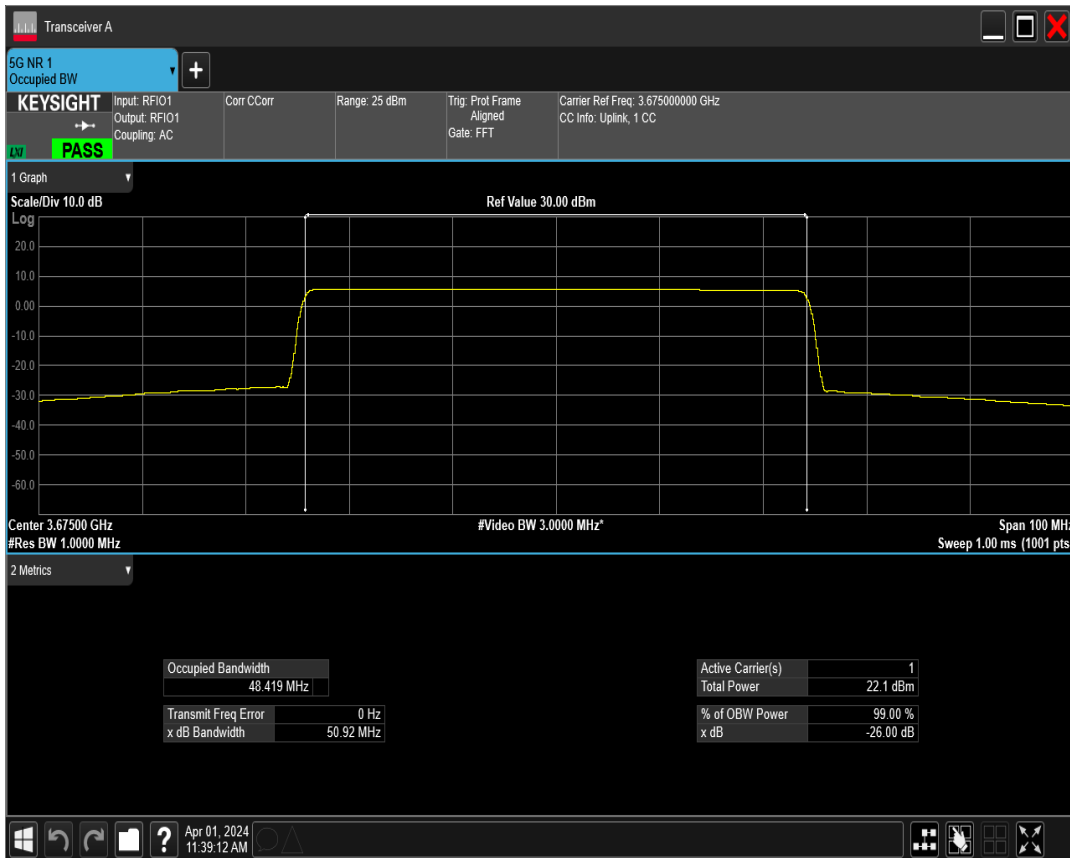 Transceiver A
5G NR 1
Occupied BW
KEYSIGHT
LXI
PASS
Input: RFIO1
Output: RFIO1
Coupling: AC
Corr CCorr
Range: 25 dBm
Trig: Prot Frame
Aligned
Gate: FFT
Carrier Ref Freq: 3.675000000 GHz
CC Info: Uplink, 1 CC
1 Graph
Scale/Div 10.0 dB
Ref Value 30.00 dBm
Log
20.0
10.0
0.00
-10.0
-20.0
-30.0
-40.0
-50.0
-60.0
Center 3.67500 GHz
#Video BW 3.0000 MHz*
Span 100 MHz
#Res BW 1.0000 MHz
Sweep 1.00 ms (1001 pts
2 Metrics
Occupied Bandwidth
48.419 MHz
Transmit Freq Error 0 Hz
x dB Bandwidth 50.92 MHz
Active Carrier(s) 1
Total Power 22.1 dBm
% of OBW Power 99.00 %
x dB -26.00 dB
?
Apr 01, 2024
11:39:12 AM